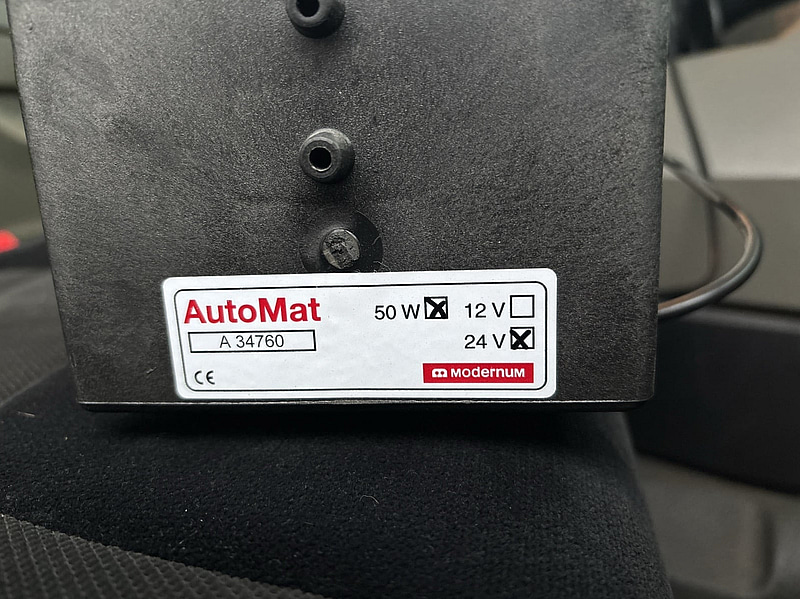 AutoMat 50 W ☒ 12 V ☐
A 34760 24 V ☒
CE MODERNUM